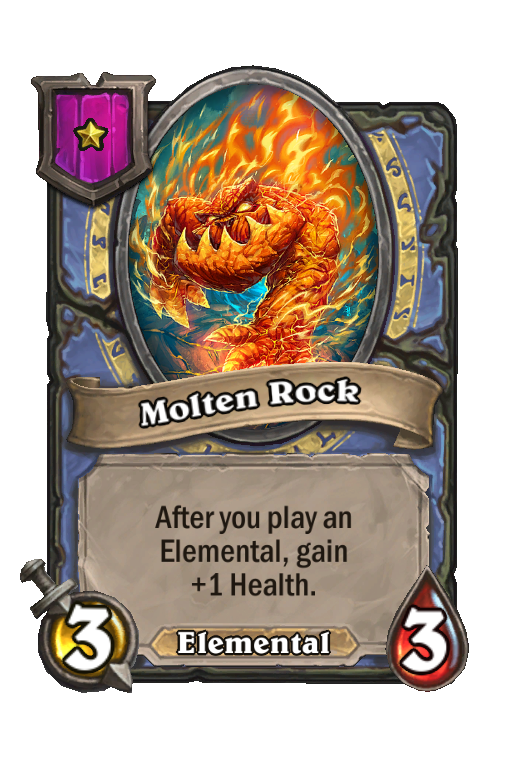 Molten Rock
After you play an
Elemental, gain
+1 Health.
3
Elemental
3